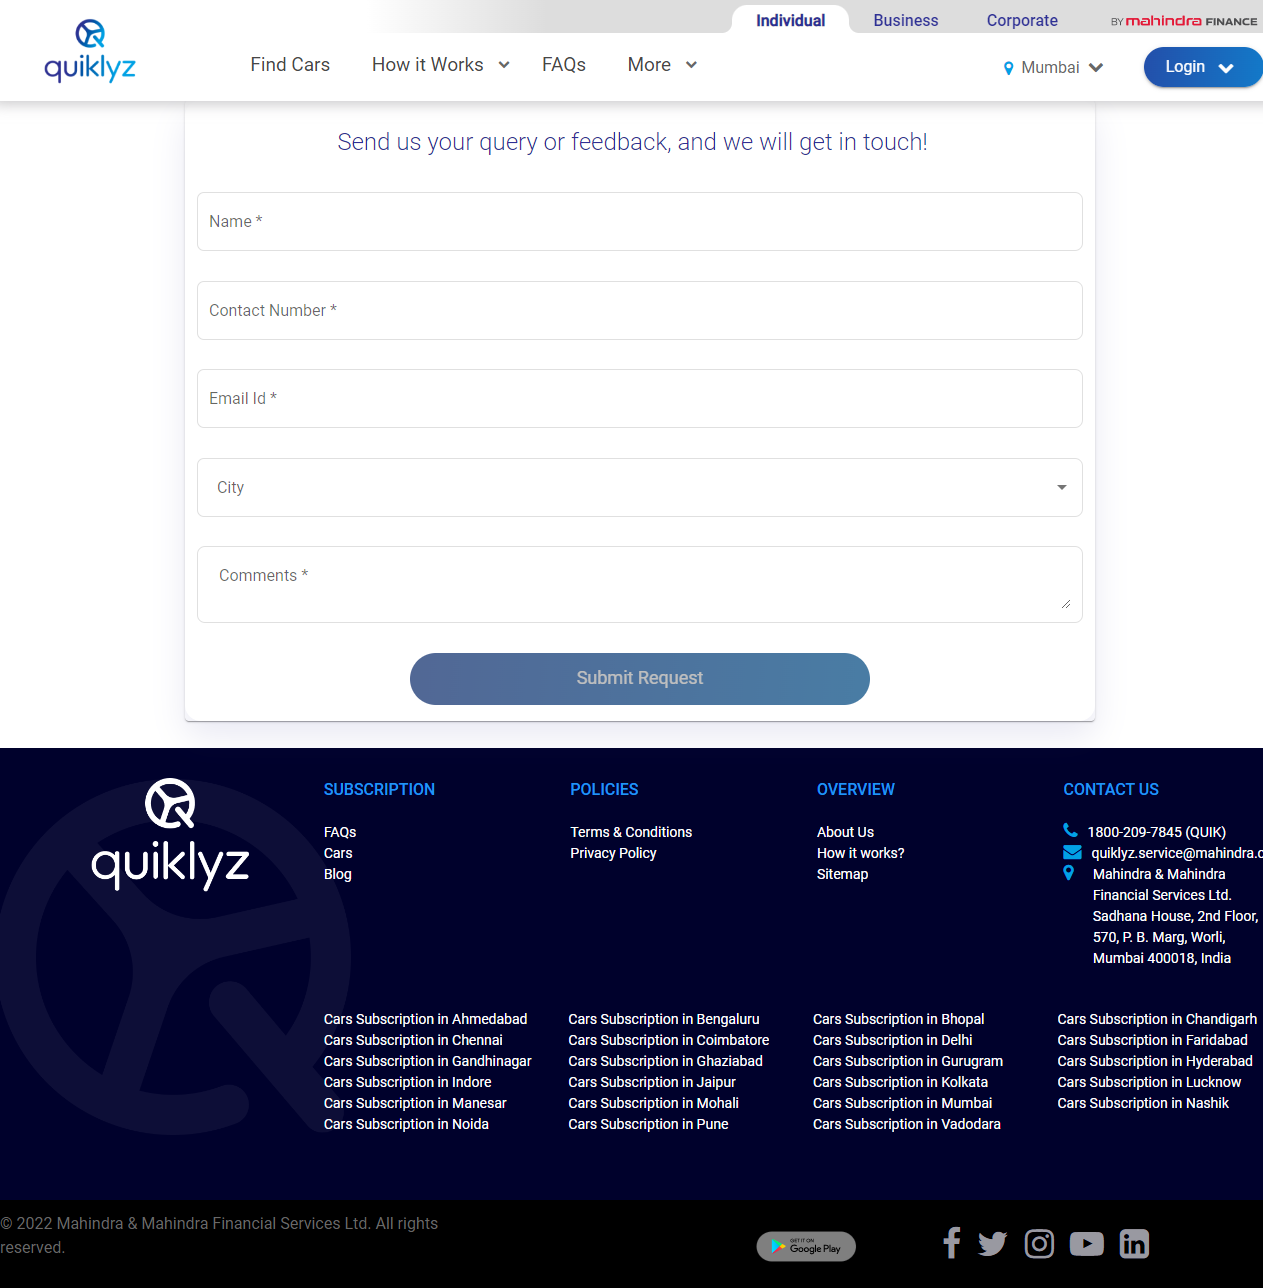 Individual Business Corporate BY mahindra FINANCE
quiklyz
Find Cars How it Works FAQs More Mumbai Login
Send us your query or feedback, and we will get in touch!
Name *
Contact Number *
Email Id *
City
Comments *
Submit Request
quiklyz
SUBSCRIPTION
FAQs
Cars
Blog
POLICIES
Terms & Conditions
Privacy Policy
OVERVIEW
About Us
How it works?
Sitemap
CONTACT US
1800-209-7845 (QUIK)
quiklyz.service@mahindra.c
Mahindra & Mahindra
Financial Services Ltd.
Sadhana House, 2nd Floor,
570, P. B. Marg, Worli,
Mumbai 400018, India
Cars Subscription in Ahmedabad Cars Subscription in Bengaluru Cars Subscription in Bhopal Cars Subscription in Chandigarh
Cars Subscription in Chennai Cars Subscription in Coimbatore Cars Subscription in Delhi Cars Subscription in Faridabad
Cars Subscription in Gandhinagar Cars Subscription in Ghaziabad Cars Subscription in Gurugram Cars Subscription in Hyderabad
Cars Subscription in Indore Cars Subscription in Jaipur Cars Subscription in Kolkata Cars Subscription in Lucknow
Cars Subscription in Manesar Cars Subscription in Mohali Cars Subscription in Mumbai Cars Subscription in Nashik
Cars Subscription in Noida Cars Subscription in Pune Cars Subscription in Vadodara
© 2022 Mahindra & Mahindra Financial Services Ltd. All rights
reserved.
GET IT ON
Google Play